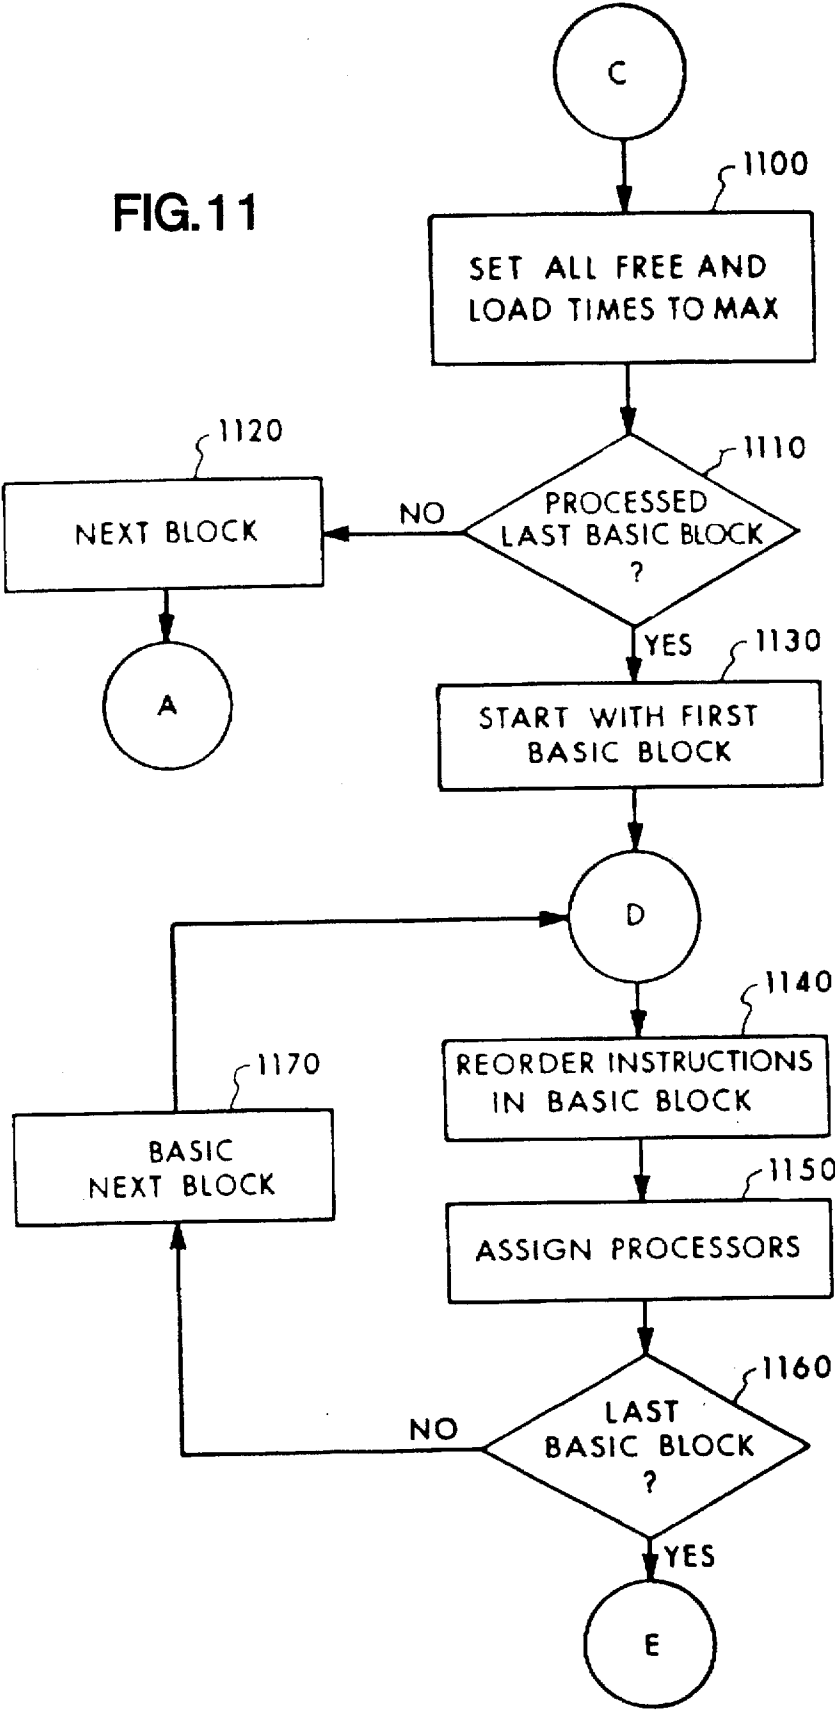 C
FIG.11
1100
SET ALL FREE AND
LOAD TIMES TO MAX
1120
1110
NEXT BLOCK
NO
PROCESSED
LAST BASIC BLOCK
?
YES
1130
A
START WITH FIRST
BASIC BLOCK
D
1140
REORDER INSTRUCTIONS
IN BASIC BLOCK
1170
BASIC
NEXT BLOCK
1150
ASSIGN PROCESSORS
1160
NO
LAST
BASIC BLOCK
?
YES
E